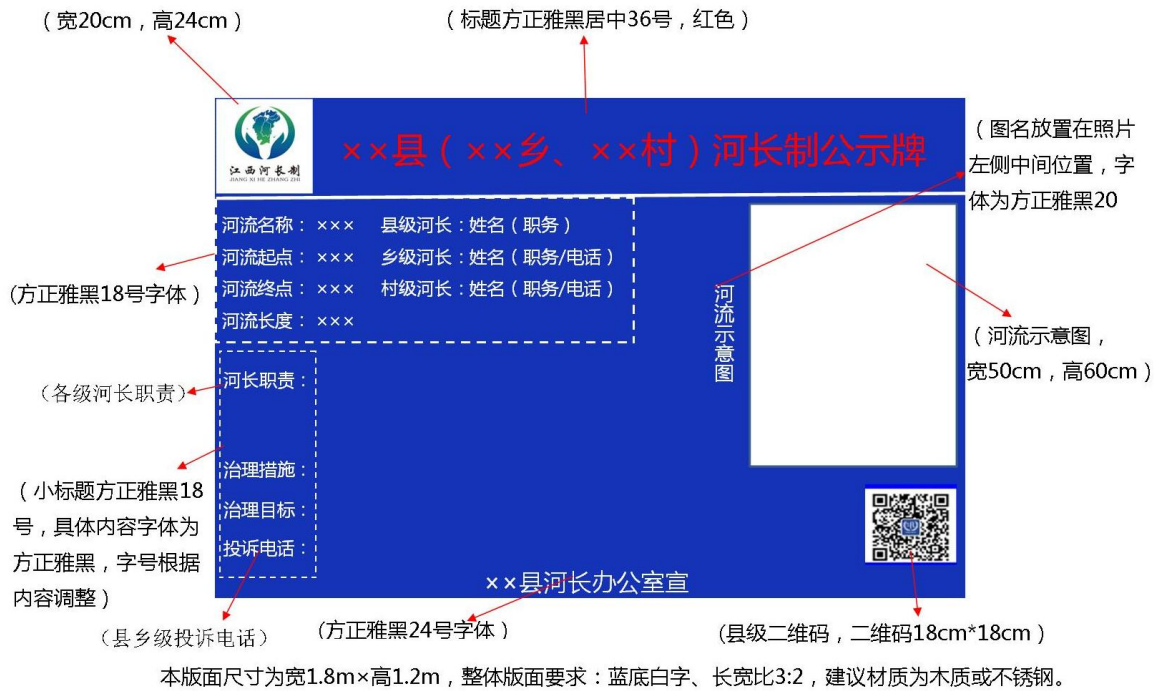 （宽20cm，高24cm）
（标题方正雅黑居中36号，红色）
江西河长制
JIANG XI HE ZHANG ZHI
××县（××乡、××村）河长制公示牌
（图名放置在照片
左侧中间位置，字
体为方正雅黑20
河流名称：×××
县级河长：姓名（职务）
河流起点：×××
乡级河长：姓名（职务/电话）
河流终点：×××
村级河长：姓名（职务/电话）
河流长度：×××
（方正雅黑18号字体）
河流示意图
（河流示意图，
宽50cm，高60cm）
河长职责：
（各级河长职责）
治理措施：
治理目标：
投诉电话：
（小标题方正雅黑18
号，具体内容字体为
方正雅黑，字号根据
内容调整）
（县乡级投诉电话）
××县河长办公室宣
（方正雅黑24号字体）
（县级二维码，二维码18cm*18cm）
本版面尺寸为宽1.8m×高1.2m，整体版面要求：蓝底白字、长宽比3:2，建议材质为木质或不锈钢。